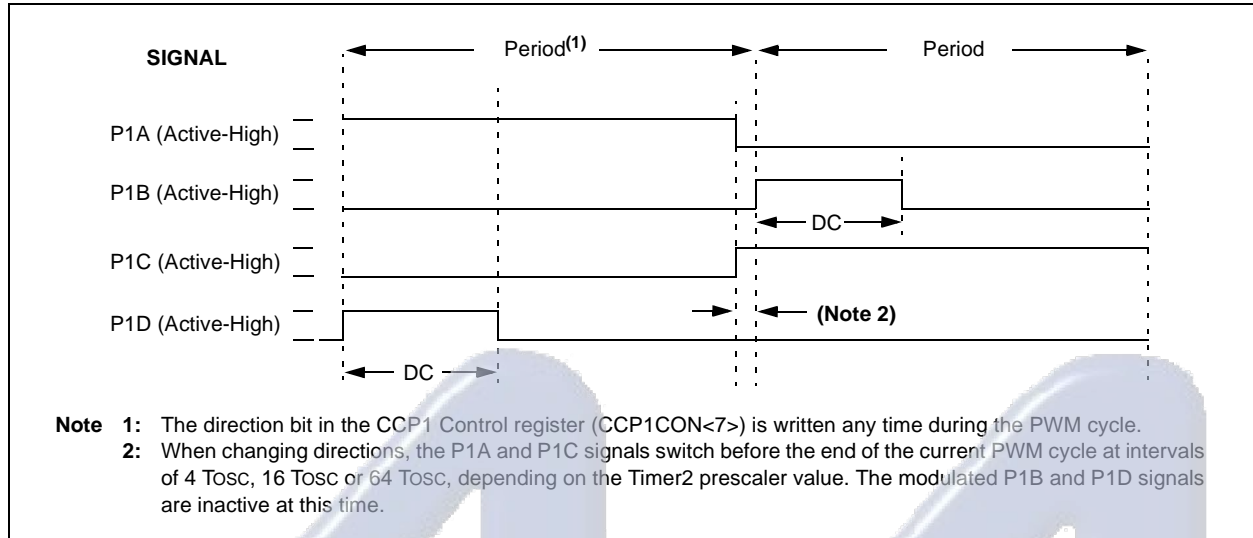 SIGNAL
Period(1)
Period
P1A (Active-High)
P1B (Active-High)
DC
P1C (Active-High)
P1D (Active-High)
(Note 2)
DC
Note 1: The direction bit in the CCP1 Control register (CCP1CON<7>) is written any time during the PWM cycle.
2: When changing directions, the P1A and P1C signals switch before the end of the current PWM cycle at intervals
of 4 TOSC, 16 TOSC or 64 TOSC, depending on the Timer2 prescaler value. The modulated P1B and P1D signals
are inactive at this time.